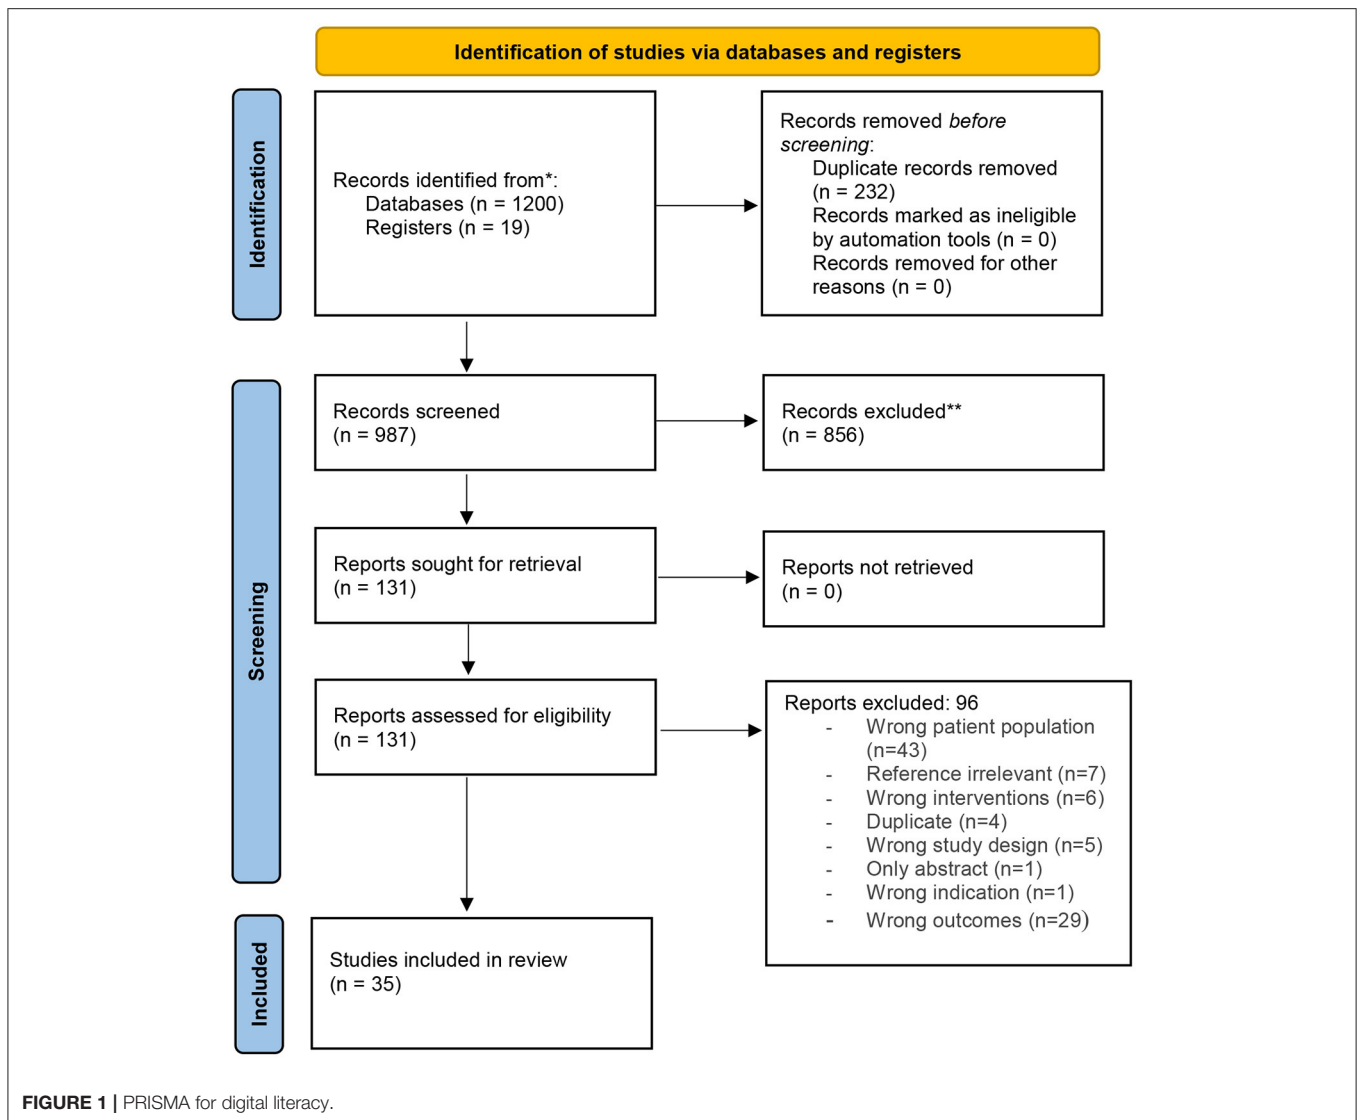 Identification of studies via databases and registers
Identification
Records identified from*:
Databases (n = 1200)
Registers (n = 19)
Records removed before
screening:
Duplicate records removed
(n = 232)
Records marked as ineligible
by automation tools (n = 0)
Records removed for other
reasons (n = 0)
Screening
Records screened
(n = 987)
Records excluded**
(n = 856)
Reports sought for retrieval
(n = 131)
Reports not retrieved
(n = 0)
Reports assessed for eligibility
(n = 131)
Reports excluded: 96
- Wrong patient population
(n=43)
- Reference irrelevant (n=7)
- Wrong interventions (n=6)
- Duplicate (n=4)
- Wrong study design (n=5)
- Only abstract (n=1)
- Wrong indication (n=1)
- Wrong outcomes (n=29)
Included
Studies included in review
(n = 35)
FIGURE 1 | PRISMA for digital literacy.